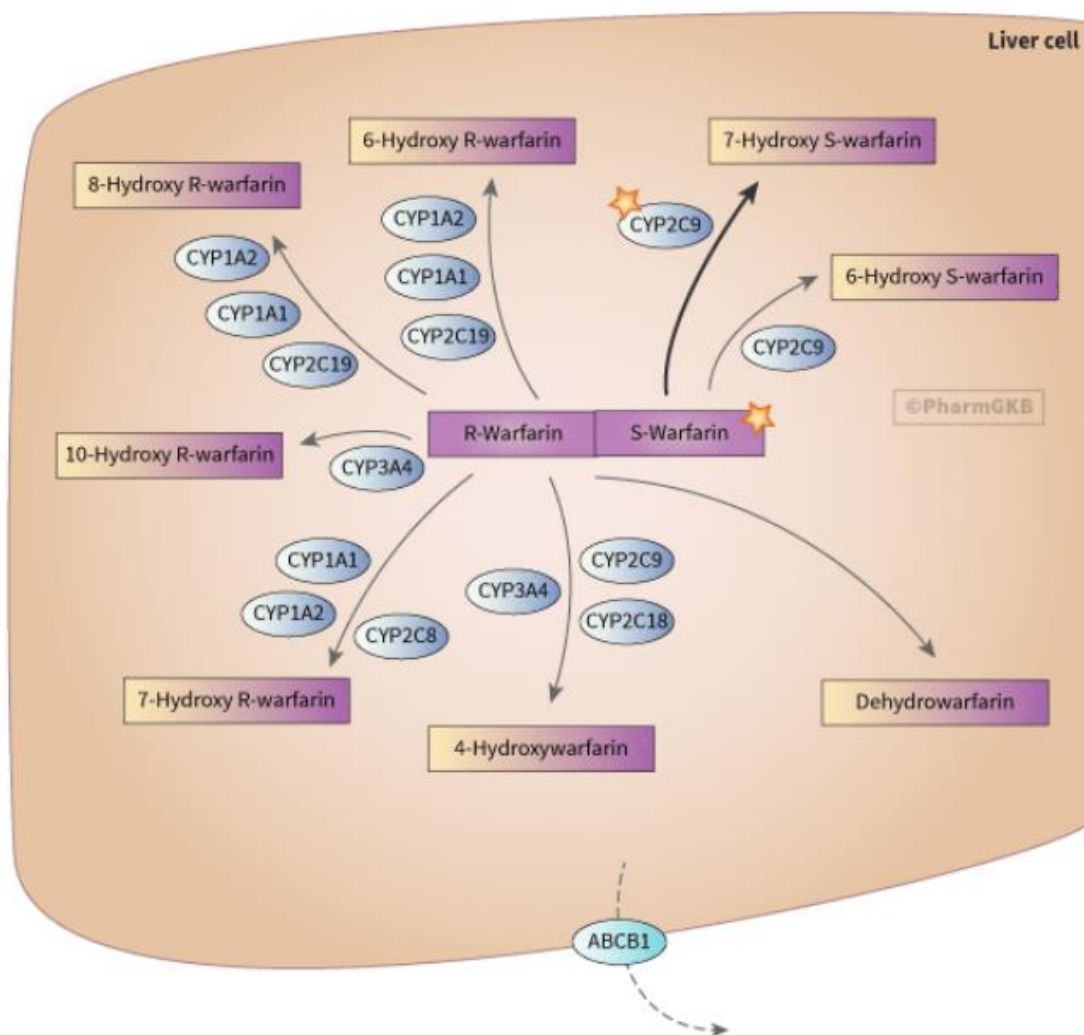 Liver cell
6-Hydroxy R-warfarin
7-Hydroxy S-warfarin
8-Hydroxy R-warfarin
CYP1A2
CYP2C9
CYP1A2
6-Hydroxy S-warfarin
CYP1A1
CYP1A1
CYP2C19
CYP2C9
CYP2C19
©PharmGKB
R-Warfarin
S-Warfarin
10-Hydroxy R-warfarin
CYP3A4
CYP1A1
CYP2C9
CYP3A4
CYP1A2
CYP2C18
CYP2C8
7-Hydroxy R-warfarin
Dehydrowarfarin
4-Hydroxywarfarin
ABCB1